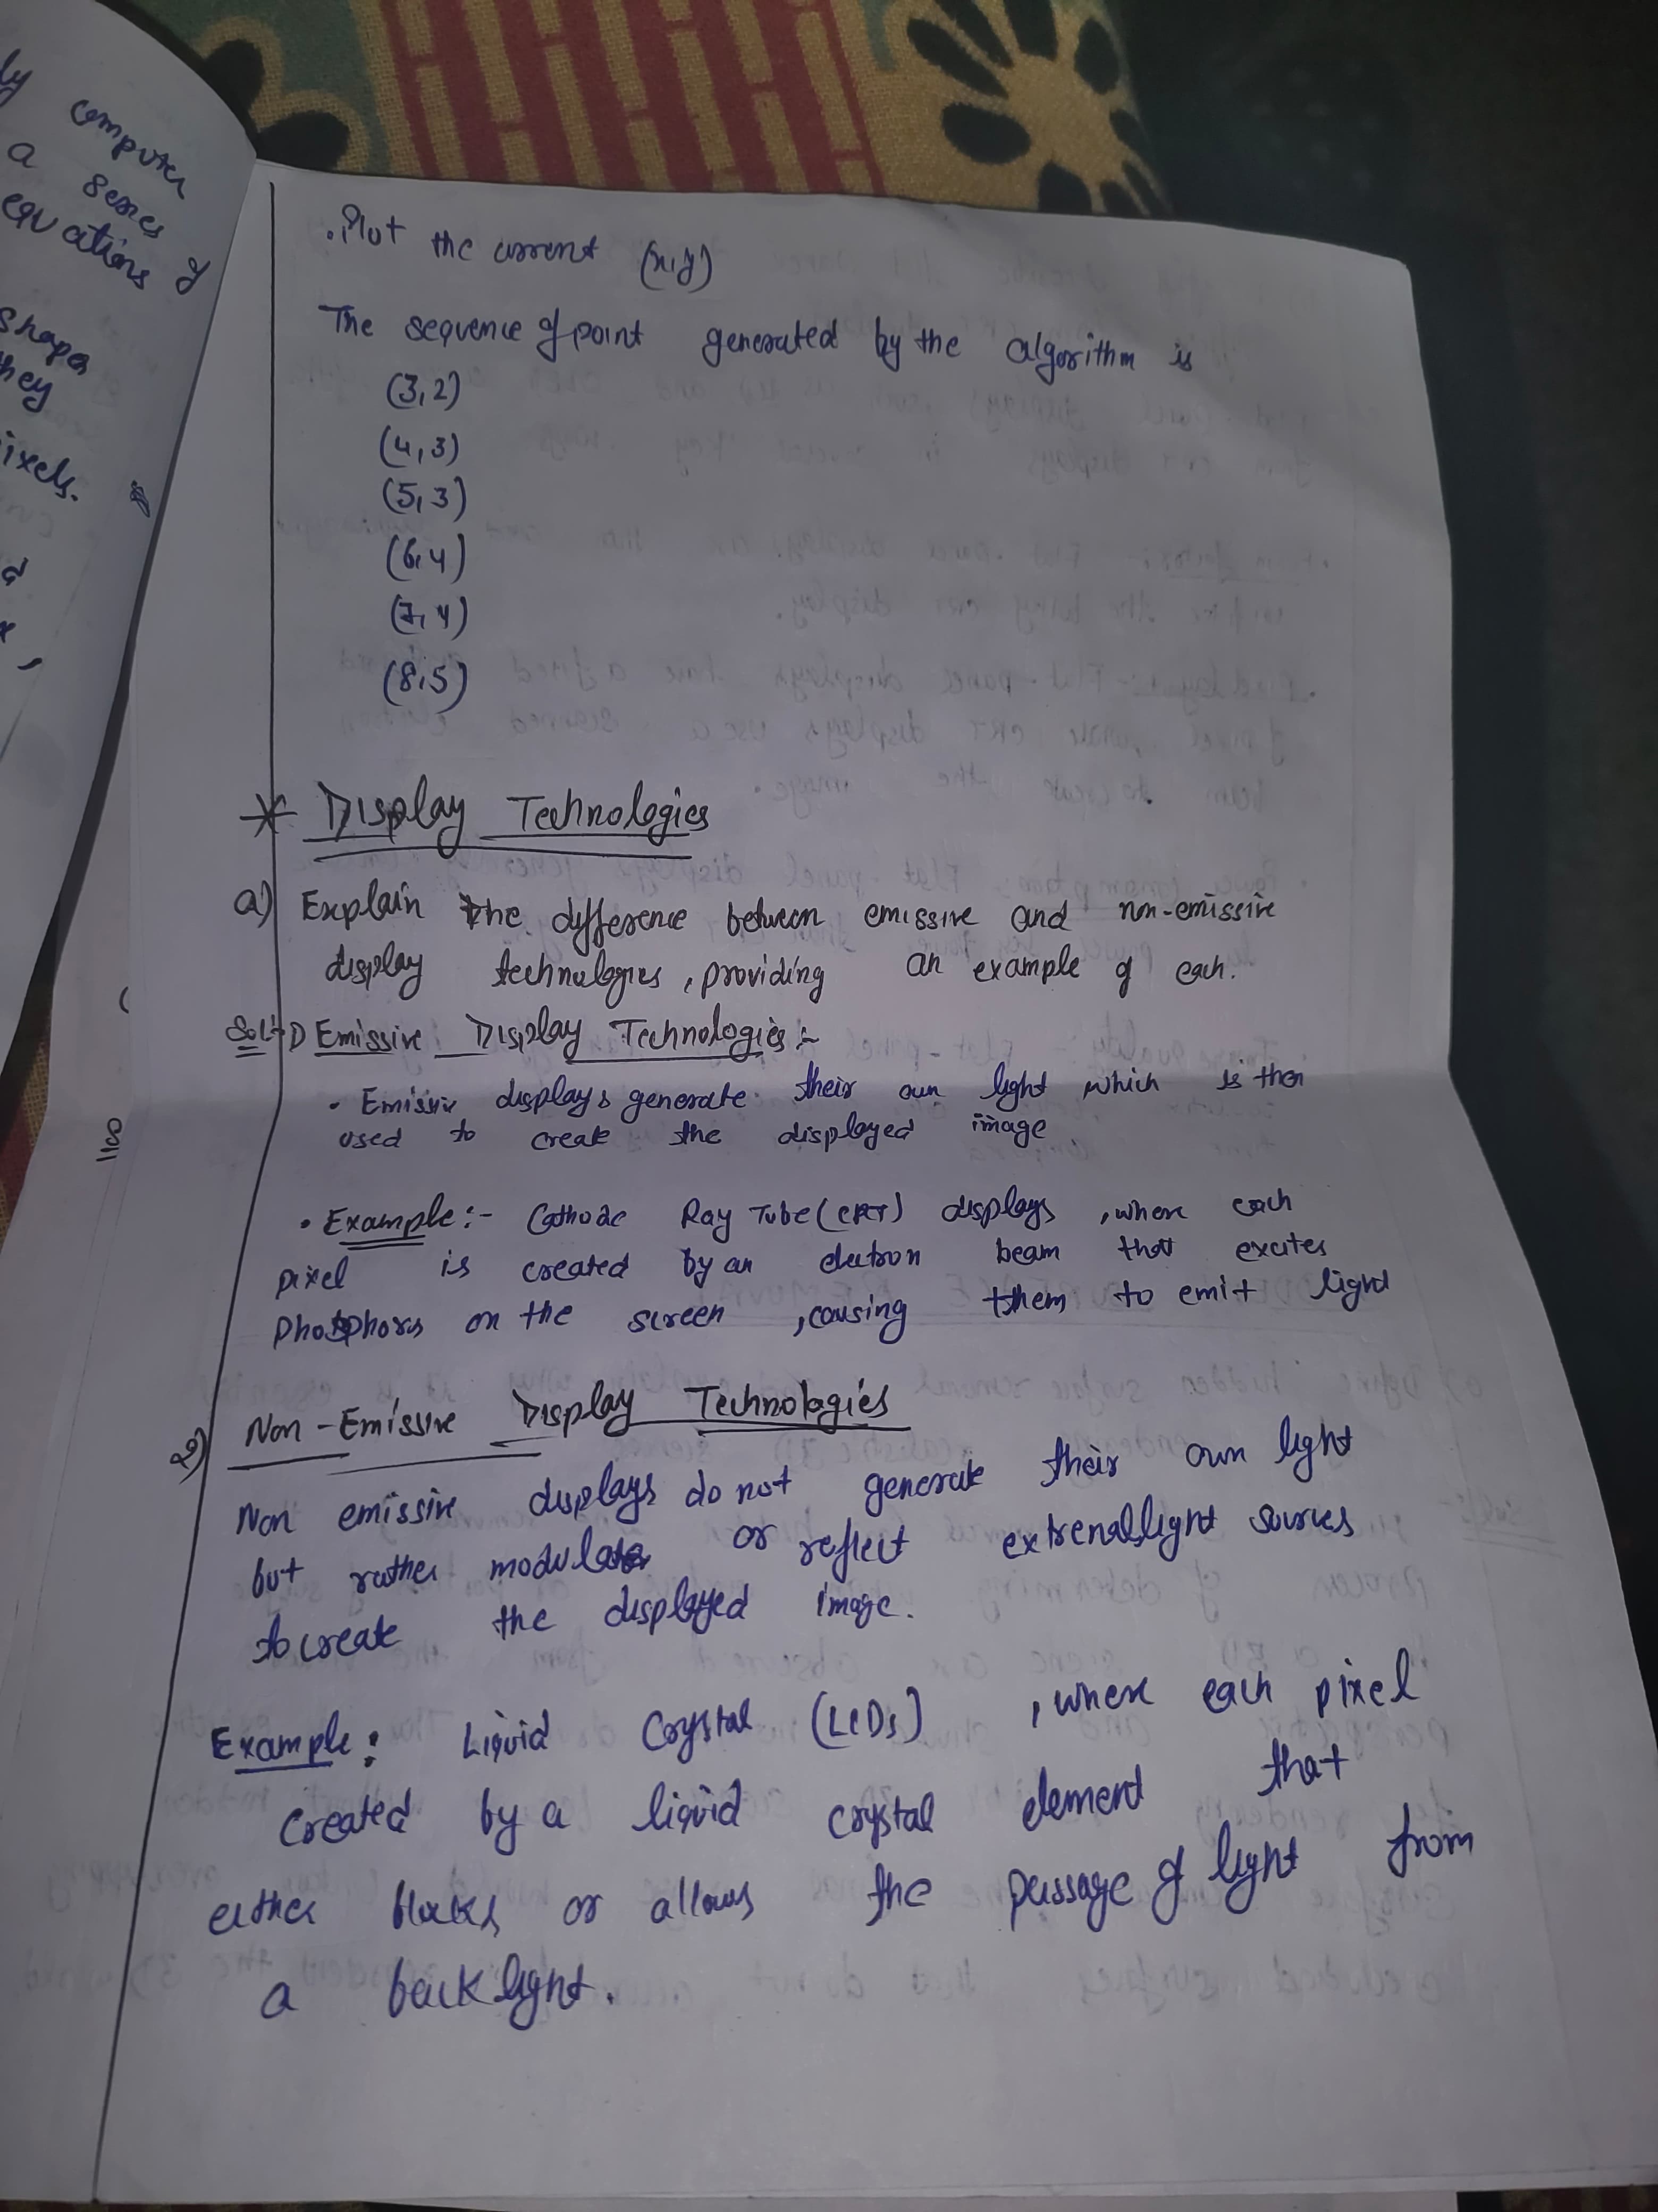 ly computer
a series of
equations
shapes
they
ixels.
.Plot the current (x,y)
The sequence of point generated by the algorithm is
(3,2)
(4,3)
(5,3)
(6,4)
(7,4)
(8,5)
* Display Technologies
a) Explain the difference between emissive and non-emissive
display technologies, providing an example of each.
Sol:- 1) Emissive Display Technologies:-
• Emissive displays generate their own light which is then
used to create the displayed image
• Example:- Cathode Ray Tube (CRT) displays, where each
pixel is created by an electron beam that excites
phosphors on the screen, causing them to emit light
2) Non-Emissive Display Technologies
Non emissive displays do not generate their own light
but rather modulate or reflect extrenal light sources
to create the displayed image.
Example: Liquid Crystal (LCDs), where each pixel
created by a liquid crystal element that
either blocks or allows the passage of light from
a backlight.